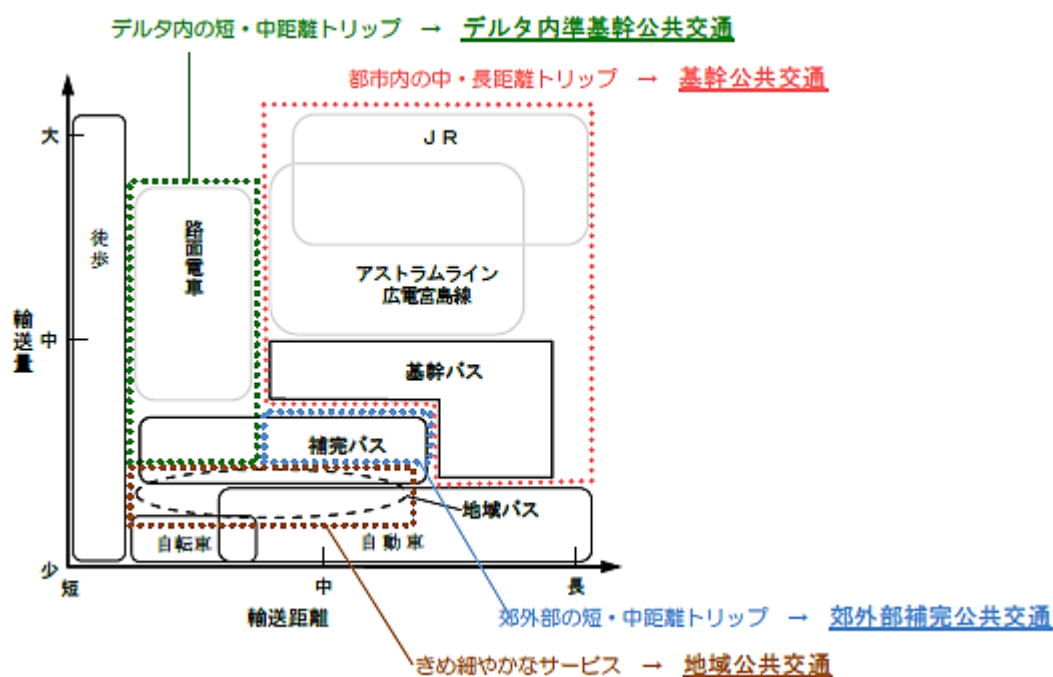 デルタ内の短・中距離トリップ → デルタ内準基幹公共交通
都市内の中・長距離トリップ → 基幹公共交通
大
JR
徒歩
路面電車
アストラムライン
広電宮島線
輸送量
中
基幹バス
補完バス
地域バス
自転車
自動車
少
短
中
長
輸送距離
郊外部の短・中距離トリップ → 郊外部補完公共交通
きめ細やかなサービス → 地域公共交通